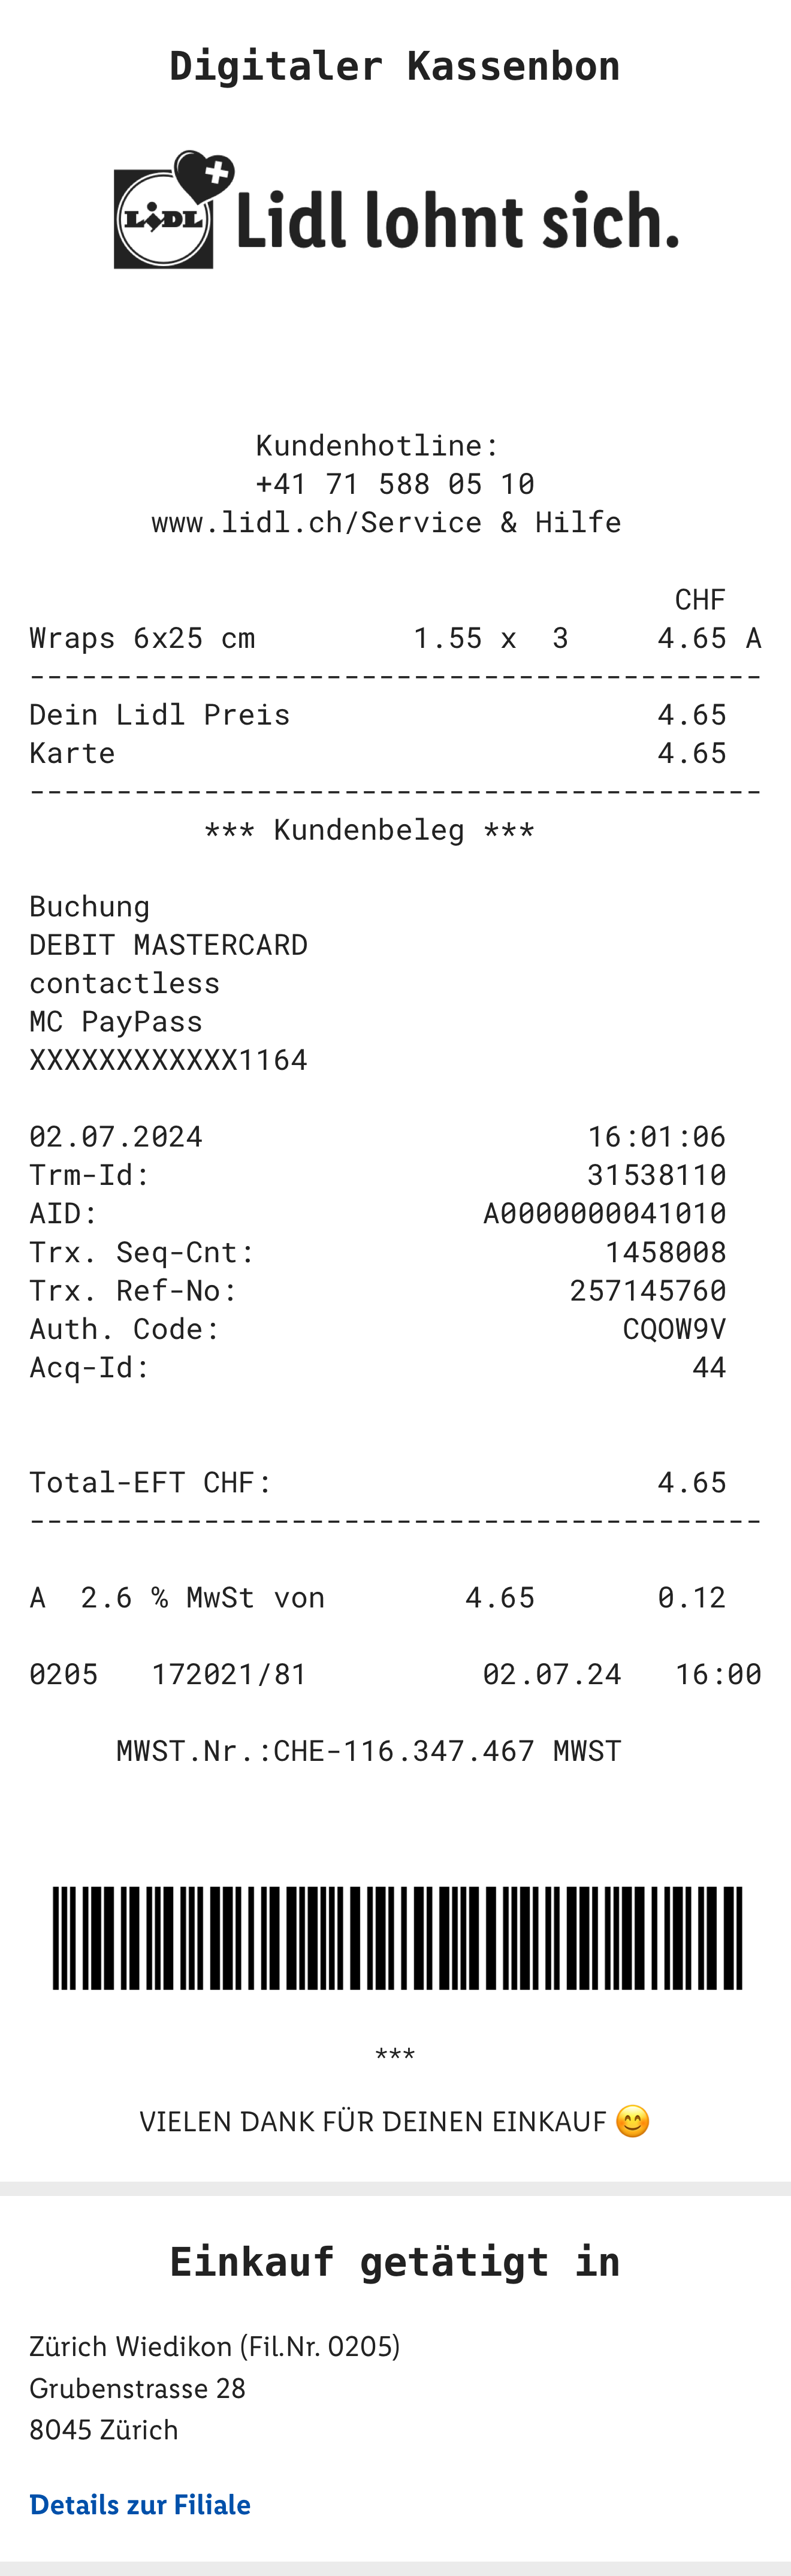 Digitaler Kassenbon
LIDL Lidl lohnt sich.
Kundenhotline:
+41 71 588 05 10
www.lidl.ch/Service & Hilfe
CHF
Wraps 6x25 cm 1.55 x 3 4.65 A
------------------------------------------
Dein Lidl Preis 4.65
Karte 4.65
------------------------------------------
*** Kundenbeleg ***
Buchung
DEBIT MASTERCARD
contactless
MC PayPass
XXXXXXXXXXXX1164
02.07.2024 16:01:06
Trm-Id: 31538110
AID: A0000000041010
Trx. Seq-Cnt: 1458008
Trx. Ref-No: 257145760
Auth. Code: CQOW9V
Acq-Id: 44
Total-EFT CHF: 4.65
------------------------------------------
A 2.6 % MwSt von 4.65 0.12
0205 172021/81 02.07.24 16:00
MWST.Nr.:CHE-116.347.467 MWST
***
VIELEN DANK FÜR DEINEN EINKAUF 😊
Einkauf getätigt in
Zürich Wiedikon (Fil.Nr. 0205)
Grubenstrasse 28
8045 Zürich
Details zur Filiale